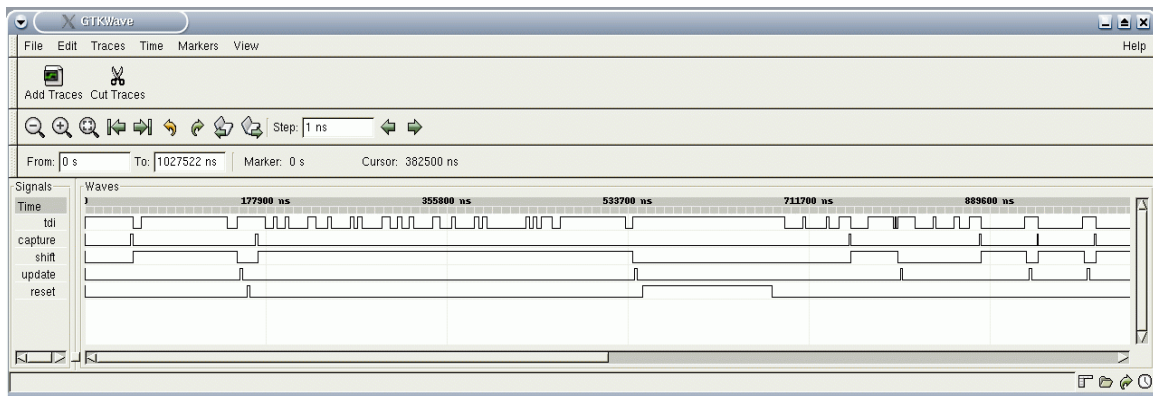 GTKWave
File Edit Traces Time Markers View Help
Add Traces Cut Traces
Step: 1 ns
From: 0 s To: 1027522 ns Marker: 0 s Cursor: 382500 ns
Signals Waves
Time 177900 ns 355800 ns 533700 ns 711700 ns 889600 ns
tdi
capture
shift
update
reset